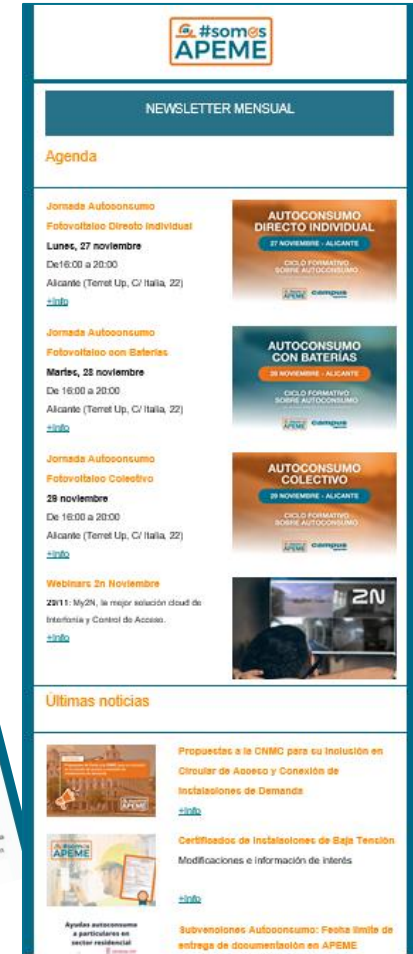 #somos
APEME
NEWSLETTER MENSUAL
Agenda
Jornada Autoconsumo
Fotovoltaico Directo Individual
Lunes, 27 noviembre
De16:00 a 20:00
Alicante (Terret Up, C/ Italia, 22)
+Info
AUTOCONSUMO
DIRECTO INDIVIDUAL
27 NOVIEMBRE - ALICANTE
CICLO FORMATIVO
SOBRE AUTOCONSUMO
APEME campus
Jornada Autoconsumo
Fotovoltaico con Baterías
Martes, 28 noviembre
De 16:00 a 20:00
Alicante (Terret Up, C/ Italia, 22)
+Info
AUTOCONSUMO
CON BATERÍAS
28 NOVIEMBRE - ALICANTE
CICLO FORMATIVO
SOBRE AUTOCONSUMO
APEME campus
Jornada Autoconsumo
Fotovoltaico Colectivo
29 noviembre
De 16:00 a 20:00
Alicante (Terret Up, C/ Italia, 22)
+Info
AUTOCONSUMO
COLECTIVO
29 NOVIEMBRE - ALICANTE
CICLO FORMATIVO
SOBRE AUTOCONSUMO
APEME campus
Webinars 2n Noviembre
29/11: My2N, la mejor solución cloud de
Interfonía y Control de Acceso.
+Info
2N
Últimas noticias
APEME
Propuestas a la CNMC para su Inclusión en
Circular de Acceso y Conexión de
Instalaciones de Demanda
+Info
#somos
APEME
Certificados de Instalaciones de Baja Tensión
Modificaciones e información de interés
+Info
Ayudas autoconsumo
a particulares en
sector residencial
Subvenciones Autoconsumo: Fecha límite de
entrega de documentación en APEME